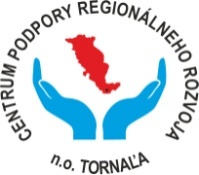 CENTRUM PODPORY REGIONÁLNEHO ROZVOJA
n.o. TORNAĽA